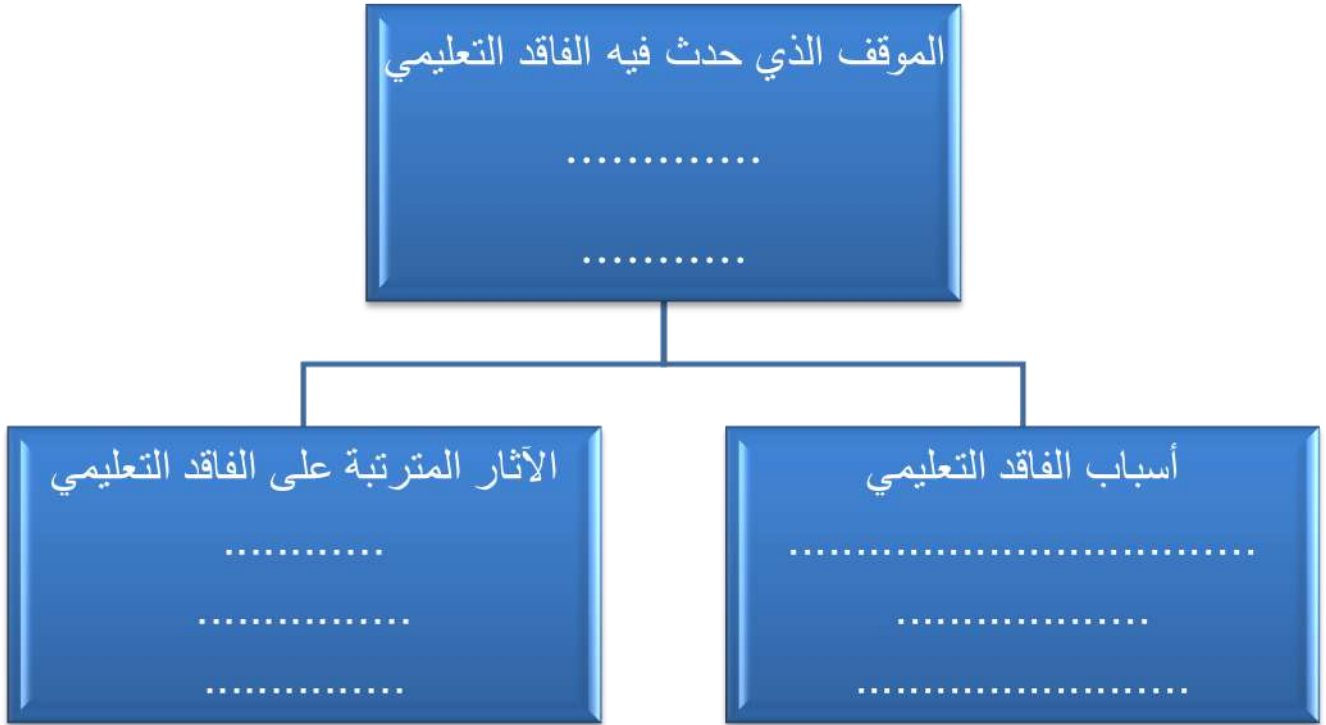 الموقف الذي حدث فيه الفاقد التعليمي
.............
...........
أسباب الفاقد التعليمي
...................................
...................
.........................
الآثار المترتبة على الفاقد التعليمي
............
................
...............